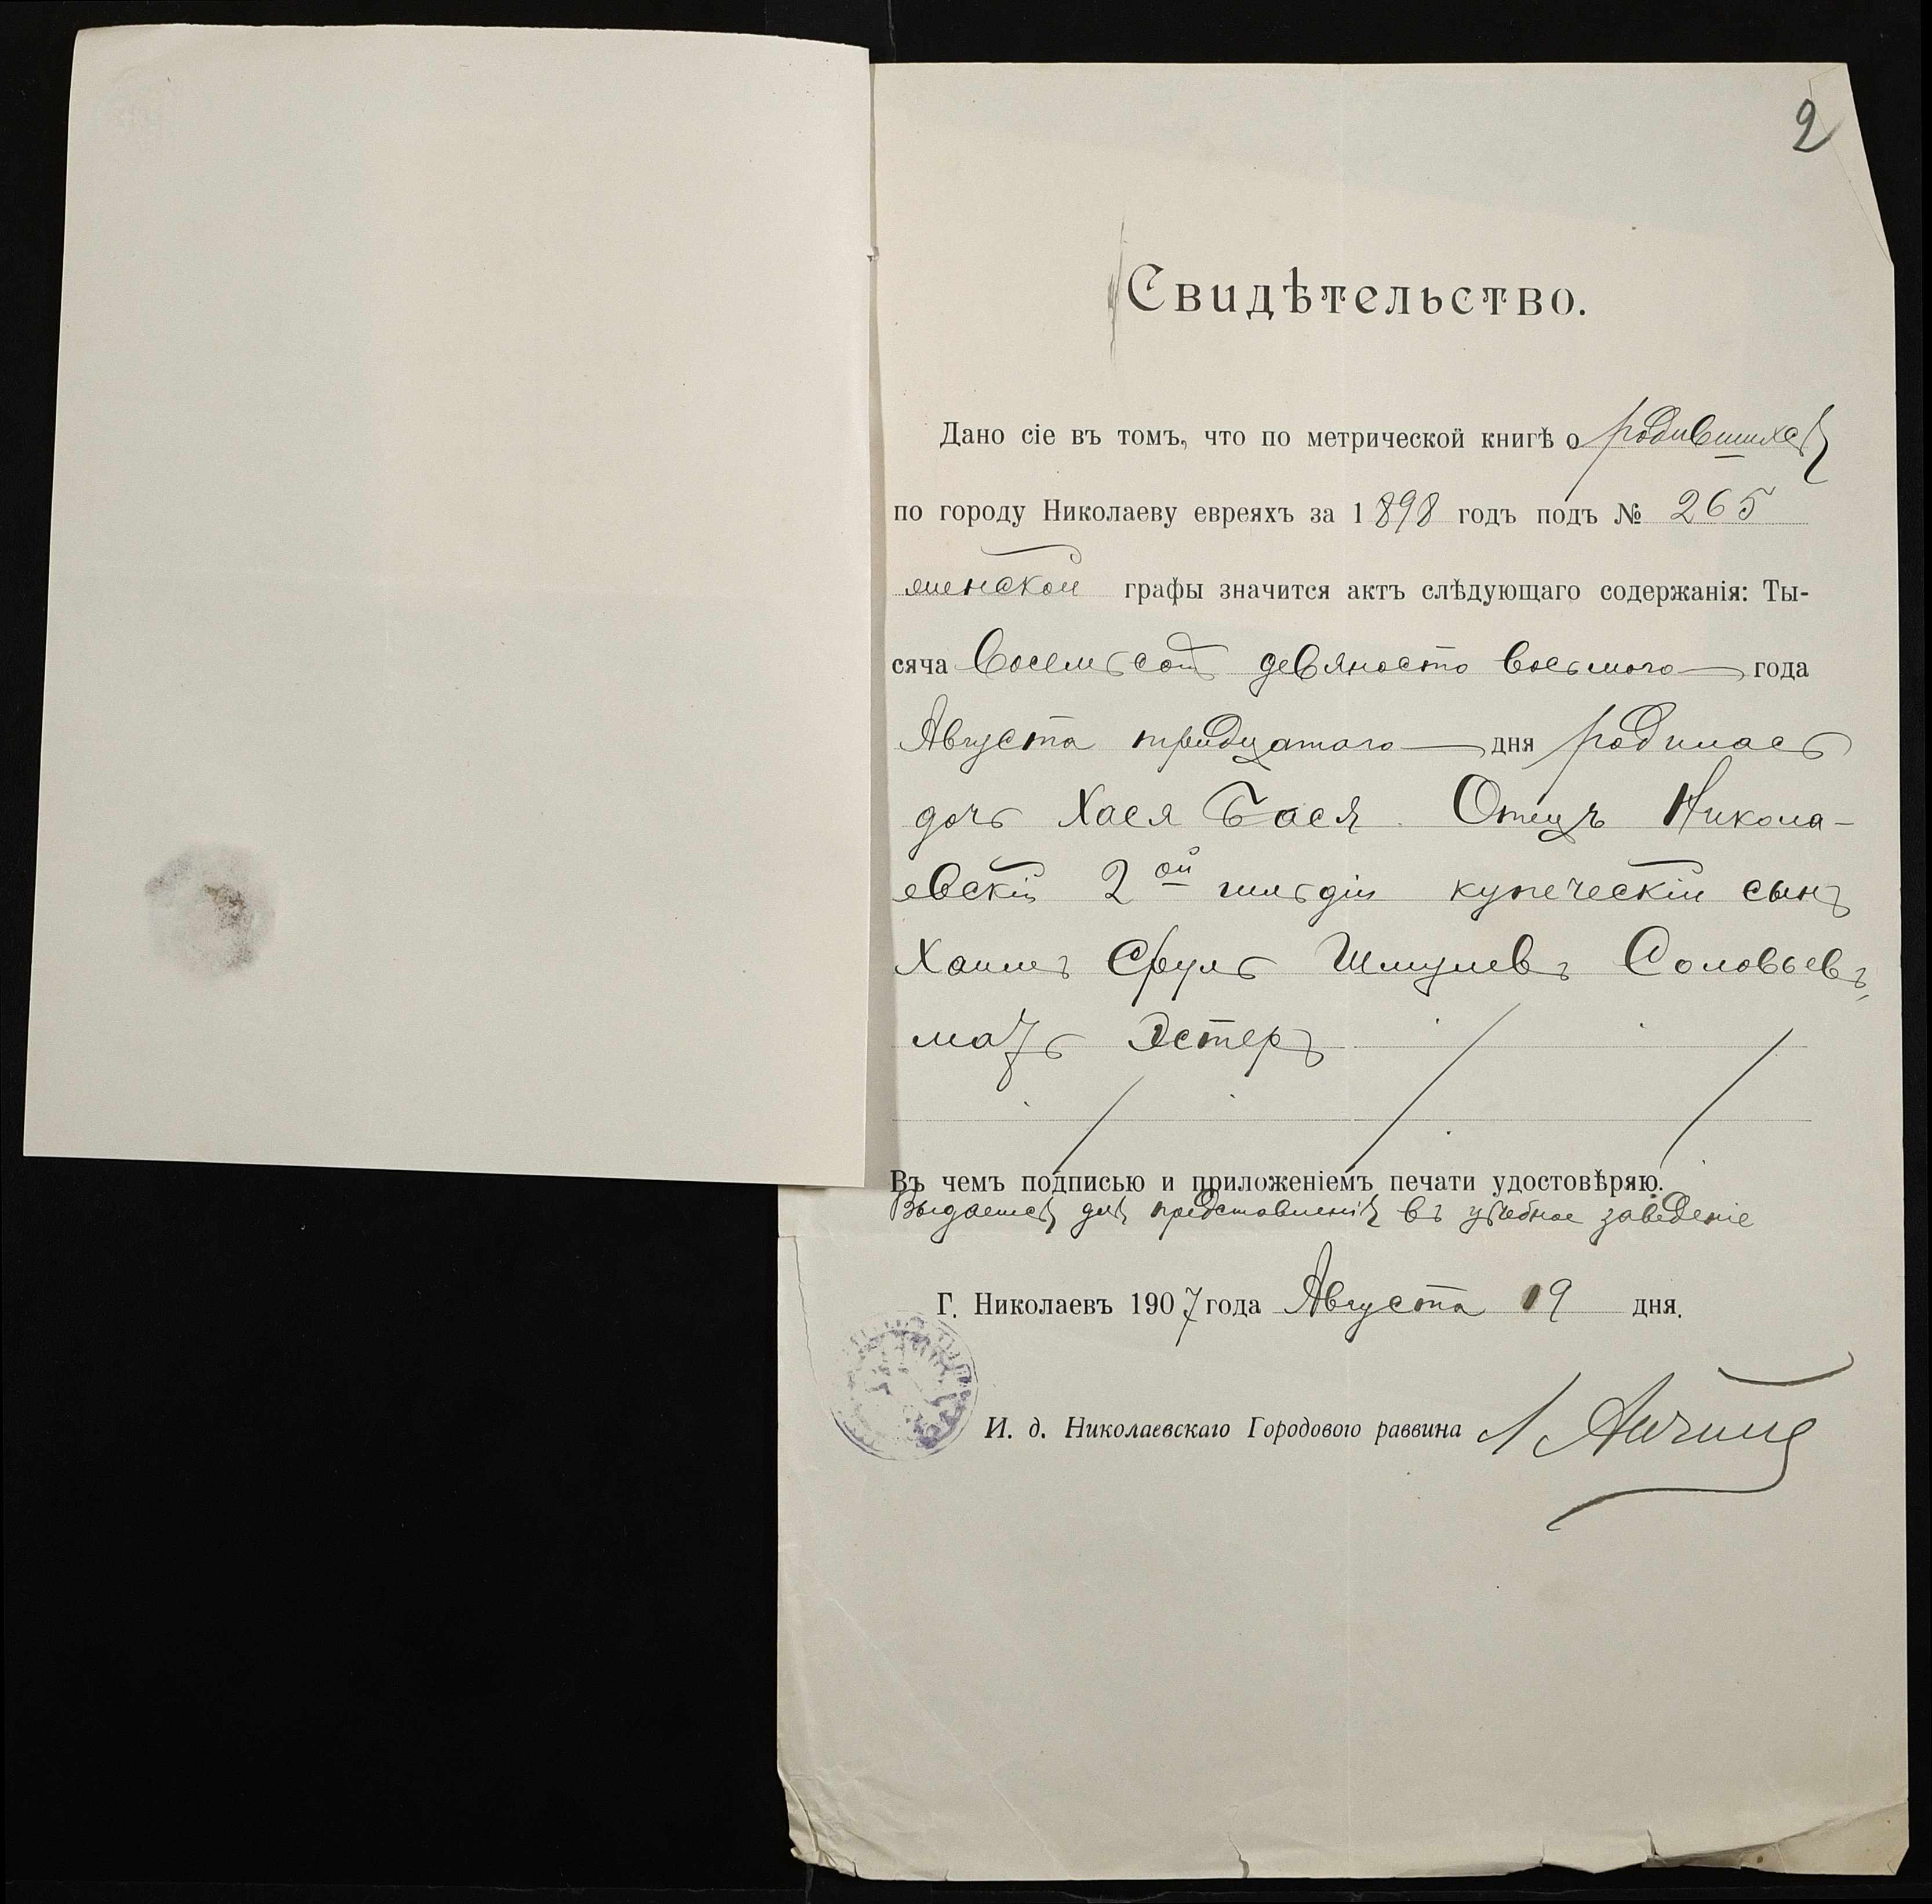 2
Свидѣтельство.
Дано сіе въ томъ, что по метрической книгѣ о родившихся
по городу Николаеву евреяхъ за 1898 годъ подъ № 265
женской графы значится актъ слѣдующаго содержанія: Ты-
сяча восемьсотъ девяносто восьмого года
Августа тридцатого дня родилась
дочь Хася Бася. Отецъ Никола-
евскій 2ой гильдіи купеческій сынъ
Хаимъ Сруль Шмулевъ Соловьевъ,
мать Эстеръ
Въ чемъ подписью и приложеніемъ печати удостовѣряю.
Выдается для представленія въ учебное заведеніе
Г. Николаевъ 1907 года Августа 19 дня.
И. д. Николаевскаго Городового раввина